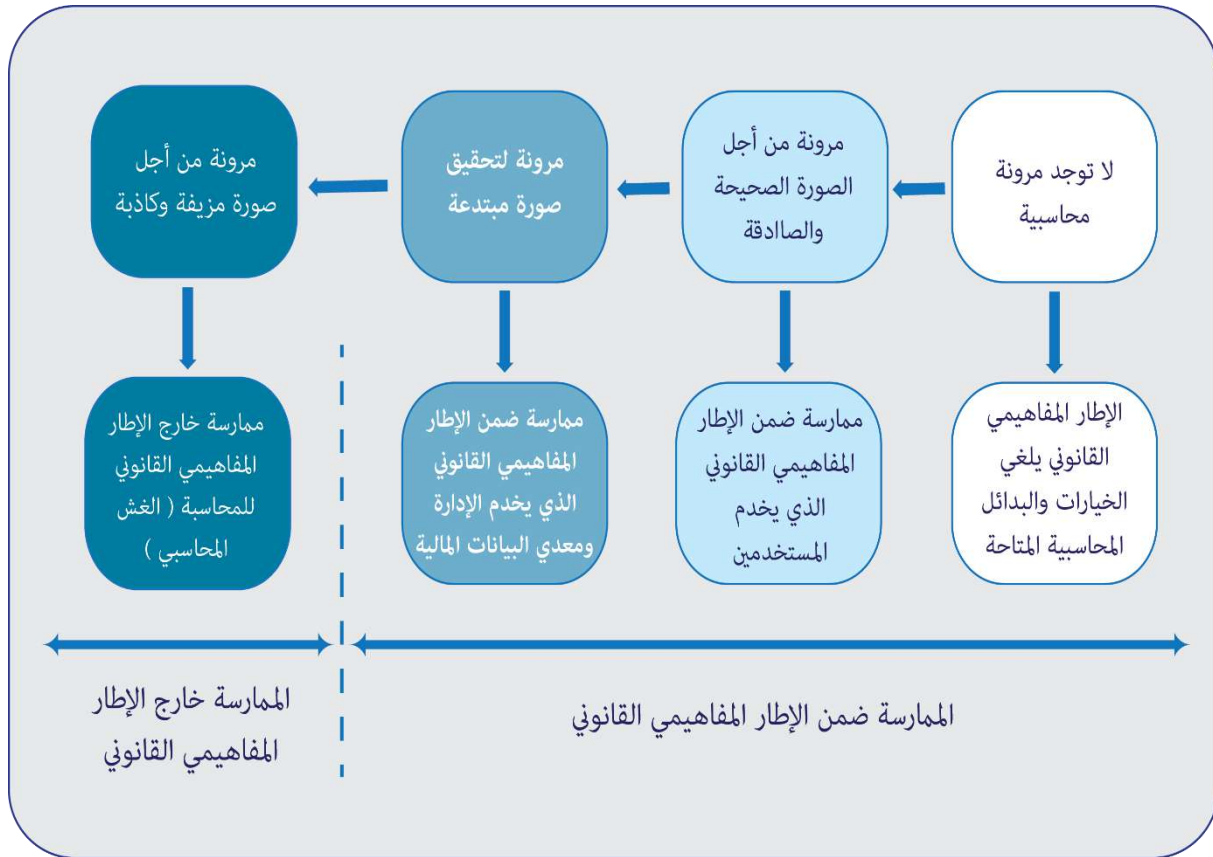 لا توجد مرونة
محاسبية
مرونة من أجل
الصورة الصحيحة
والصاادقة
مرونة لتحقيق
صورة مبتدعة
مرونة من أجل
صورة مزيفة وكاذبة
الإطار المفاهيمي
القانوني يلغي
الخيارات والبدائل
المحاسبية المتاحة
ممارسة ضمن الإطار
المفاهيمي القانوني
الذي يخدم
المستخدمين
ممارسة ضمن الإطار
المفاهيمي القانوني
الذي يخدم الإدارة
ومعدي البيانات المالية
ممارسة خارج الإطار
المفاهيمي القانوني
للمحاسبة ( الغش
المحاسبي )
الممارسة ضمن الإطار المفاهيمي القانوني
الممارسة خارج الإطار
المفاهيمي القانوني